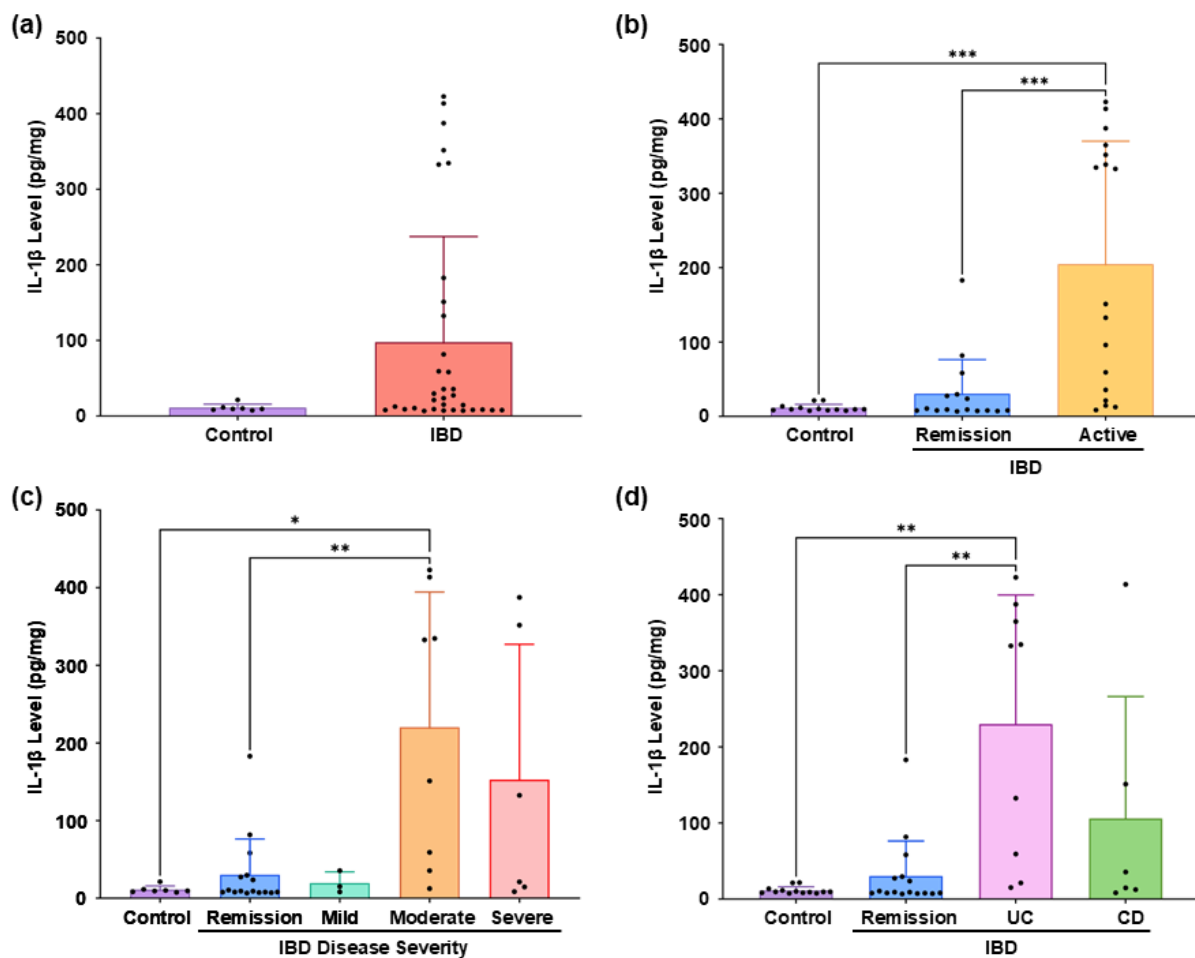 (a)
500
400
300
200
100
0
IL-1β Level (pg/mg)
Control IBD
(b)
500
400
300
200
100
0
IL-1β Level (pg/mg)
***
***
Control Remission Active
IBD
(c)
500
400
300
200
100
0
IL-1β Level (pg/mg)
*
**
Control Remission Mild Moderate Severe
IBD Disease Severity
(d)
500
400
300
200
100
0
IL-1β Level (pg/mg)
**
**
Control Remission UC CD
IBD